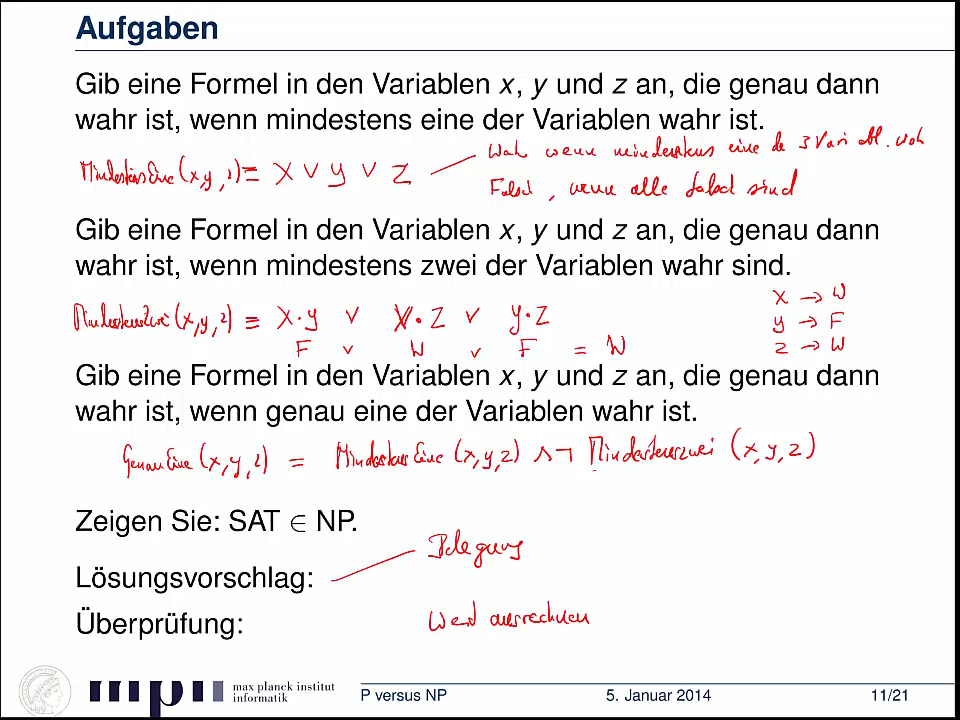 Aufgaben
Gib eine Formel in den Variablen x, y und z an, die genau dann
wahr ist, wenn mindestens eine der Variablen wahr ist.
MindestensEine (x,y,z) ≡ x ∨ y ∨ z
Wahr wenn mindestens eine der 3 Variabl. wah
Falsch, wenn alle falsch sind
Gib eine Formel in den Variablen x, y und z an, die genau dann
wahr ist, wenn mindestens zwei der Variablen wahr sind.
MindestensZwei (x,y,z) ≡ x·y ∨ x·z ∨ y·z
F ∨ W ∨ F = W
x → W
y → F
z → W
Gib eine Formel in den Variablen x, y und z an, die genau dann
wahr ist, wenn genau eine der Variablen wahr ist.
GenauEine (x,y,z) = MindestensEine (x,y,z) ∧ ¬ Mindestenszwei (x,y,z)
Zeigen Sie: SAT ∈ NP.
Lösungsvorschlag: Belegung
Überprüfung: Wert ausrechnen
max planck institut
informatik
P versus NP 5. Januar 2014 11/21